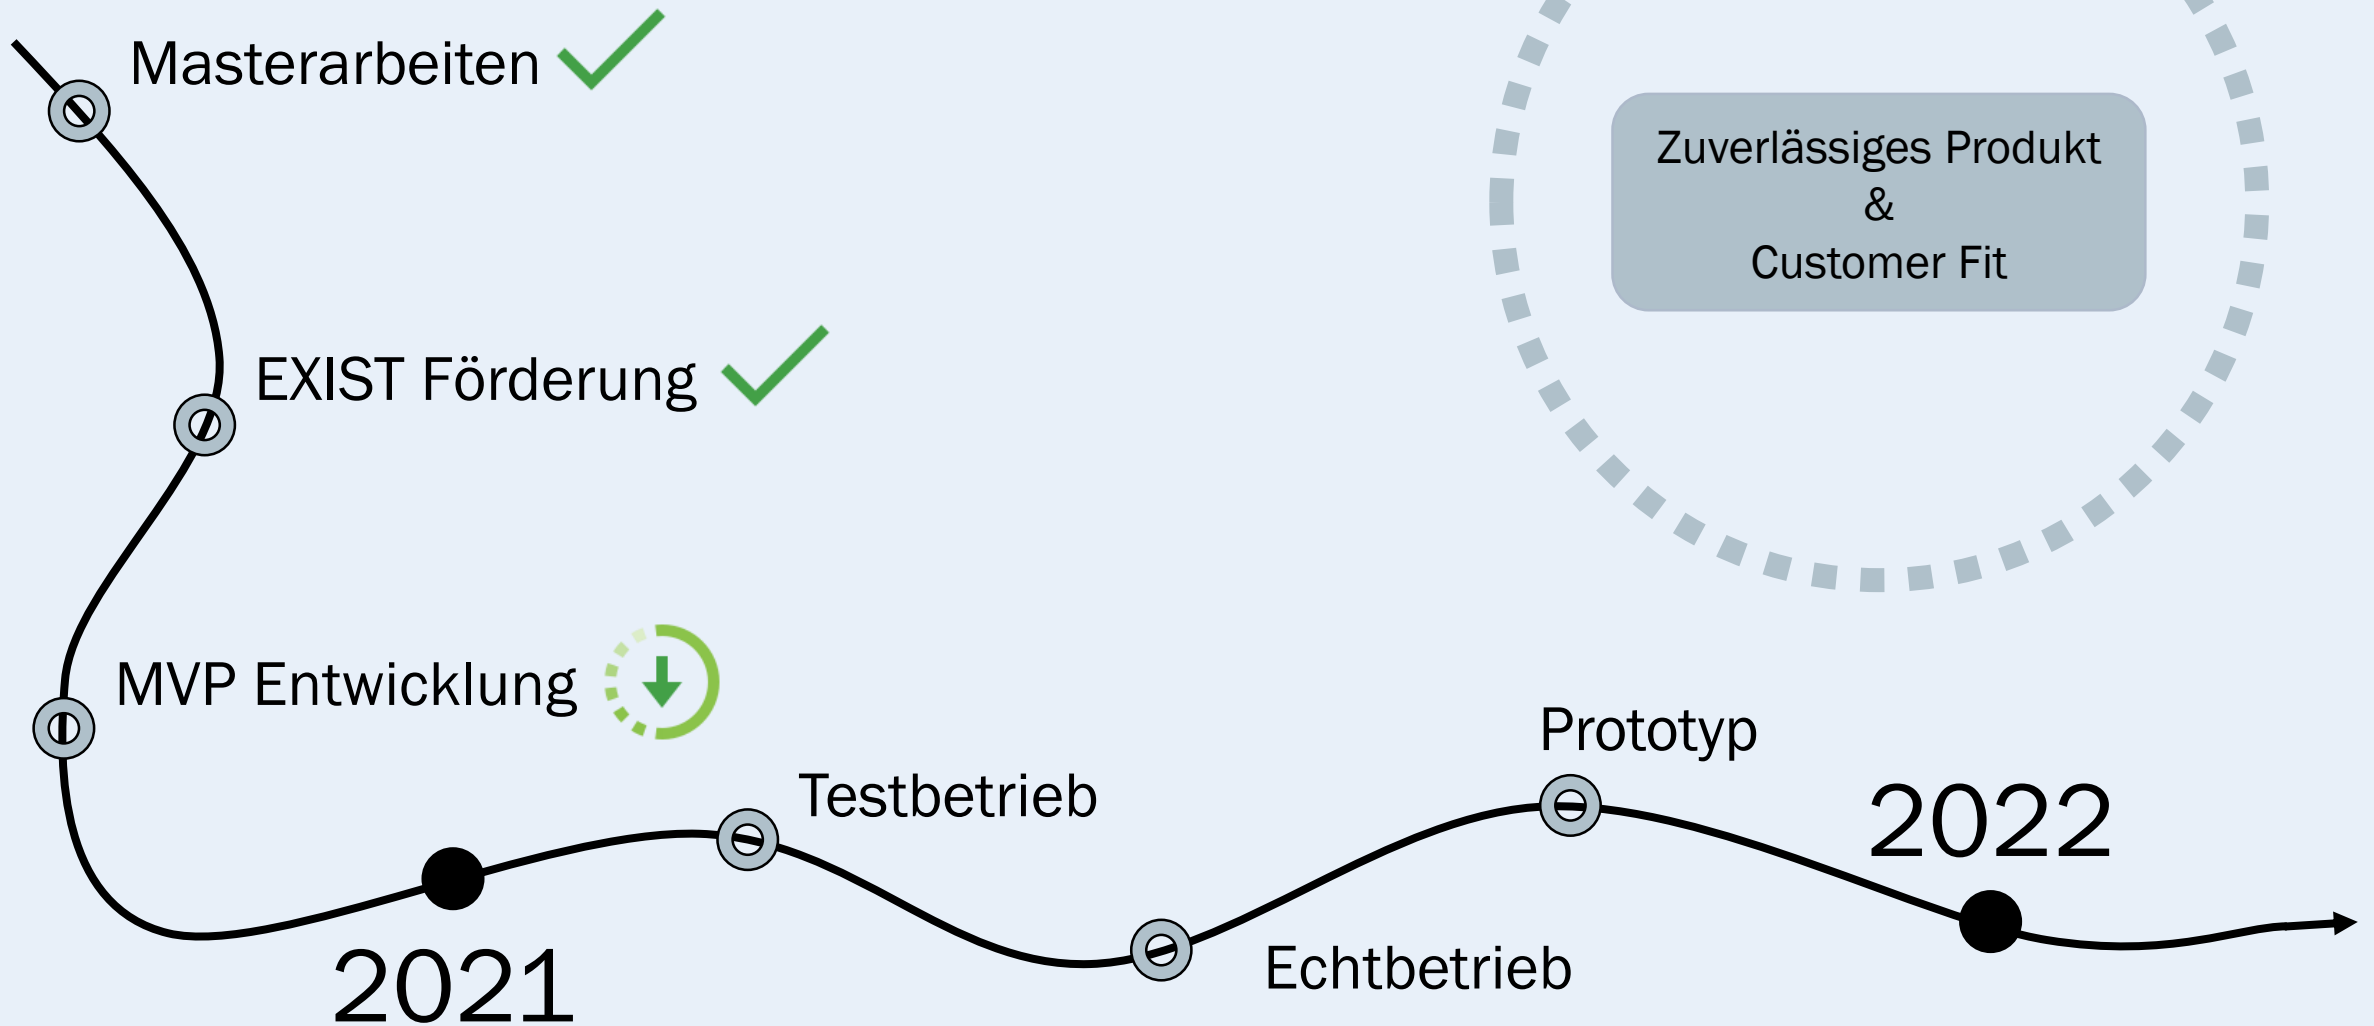 Masterarbeiten
Zuverlässiges Produkt
&
Customer Fit
EXIST Förderung
MVP Entwicklung
Testbetrieb
Prototyp
2022
Echtbetrieb
2021